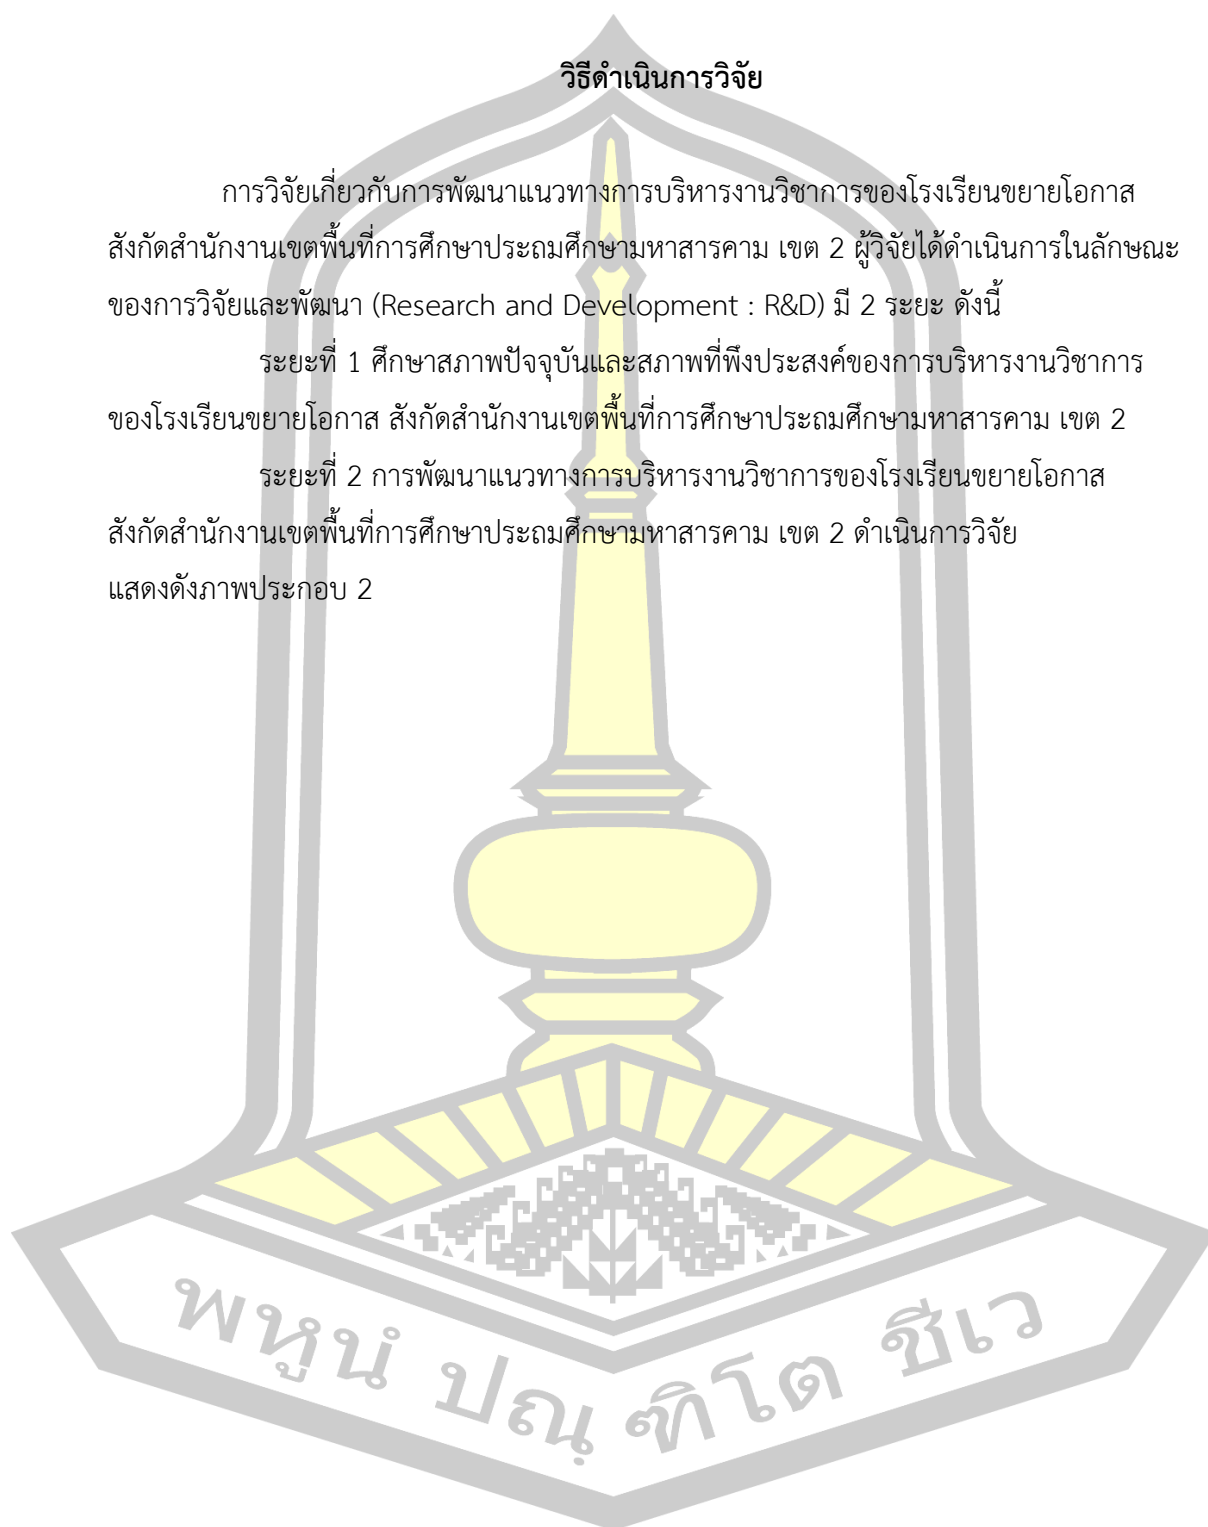 วิธีดำเนินการวิจัย
การวิจัยเกี่ยวกับการพัฒนาแนวทางการบริหารงานวิชาการของโรงเรียนขยายโอกาส
สังกัดสำนักงานเขตพื้นที่การศึกษาประถมศึกษามหาสารคาม เขต 2 ผู้วิจัยได้ดำเนินการในลักษณะ
ของการวิจัยและพัฒนา (Research and Development : R&D) มี 2 ระยะ ดังนี้
ระยะที่ 1 ศึกษาสภาพปัจจุบันและสภาพที่พึงประสงค์ของการบริหารงานวิชาการ
ของโรงเรียนขยายโอกาส สังกัดสำนักงานเขตพื้นที่การศึกษาประถมศึกษามหาสารคาม เขต 2
ระยะที่ 2 การพัฒนาแนวทางการบริหารงานวิชาการของโรงเรียนขยายโอกาส
สังกัดสำนักงานเขตพื้นที่การศึกษาประถมศึกษามหาสารคาม เขต 2 ดำเนินการวิจัย
แสดงดังภาพประกอบ 2
พหูนํ ปณฺฑิโต ชีเว